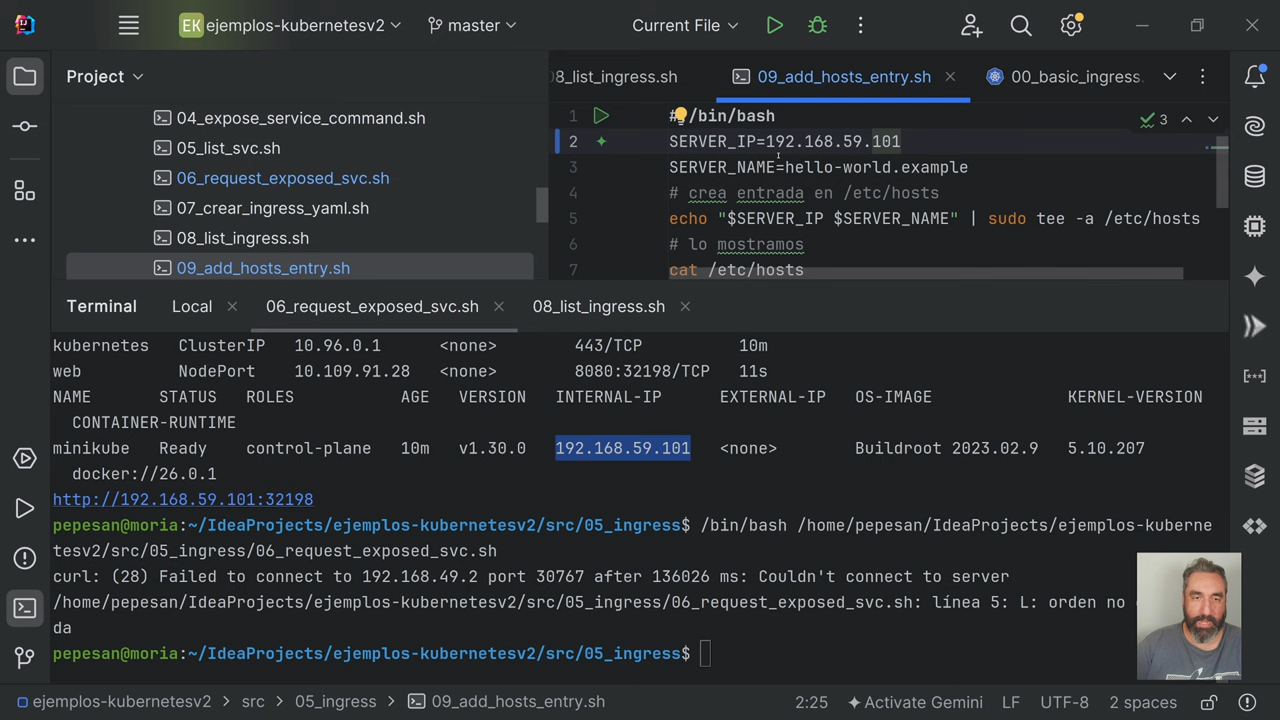 EK ejemplos-kubernetesv2 master Current File
Project
08_list_ingress.sh 09_add_hosts_entry.sh 00_basic_ingress.
04_expose_service_command.sh
05_list_svc.sh
06_request_exposed_svc.sh
07_crear_ingress_yaml.sh
08_list_ingress.sh
09_add_hosts_entry.sh
3
1 #!/bin/bash
2 SERVER_IP=192.168.59.101
3 SERVER_NAME=hello-world.example
4 # crea entrada en /etc/hosts
5 echo "$SERVER_IP $SERVER_NAME" | sudo tee -a /etc/hosts
6 # lo mostramos
7 cat /etc/hosts
Terminal Local 06_request_exposed_svc.sh 08_list_ingress.sh
kubernetes ClusterIP 10.96.0.1 <none> 443/TCP 10m
web NodePort 10.109.91.28 <none> 8080:32198/TCP 11s
NAME STATUS ROLES AGE VERSION INTERNAL-IP EXTERNAL-IP OS-IMAGE KERNEL-VERSION
CONTAINER-RUNTIME
minikube Ready control-plane 10m v1.30.0 192.168.59.101 <none> Buildroot 2023.02.9 5.10.207
docker://26.0.1
http://192.168.59.101:32198
pepesan@moria:~/IdeaProjects/ejemplos-kubernetesv2/src/05_ingress$ /bin/bash /home/pepesan/IdeaProjects/ejemplos-kuberne
tesv2/src/05_ingress/06_request_exposed_svc.sh
curl: (28) Failed to connect to 192.168.49.2 port 30767 after 136026 ms: Couldn't connect to server
/home/pepesan/IdeaProjects/ejemplos-kubernetesv2/src/05_ingress/06_request_exposed_svc.sh: línea 5: L: orden no
da
pepesan@moria:~/IdeaProjects/ejemplos-kubernetesv2/src/05_ingress$
ejemplos-kubernetesv2 > src > 05_ingress > 09_add_hosts_entry.sh 2:25 Activate Gemini LF UTF-8 2 spaces